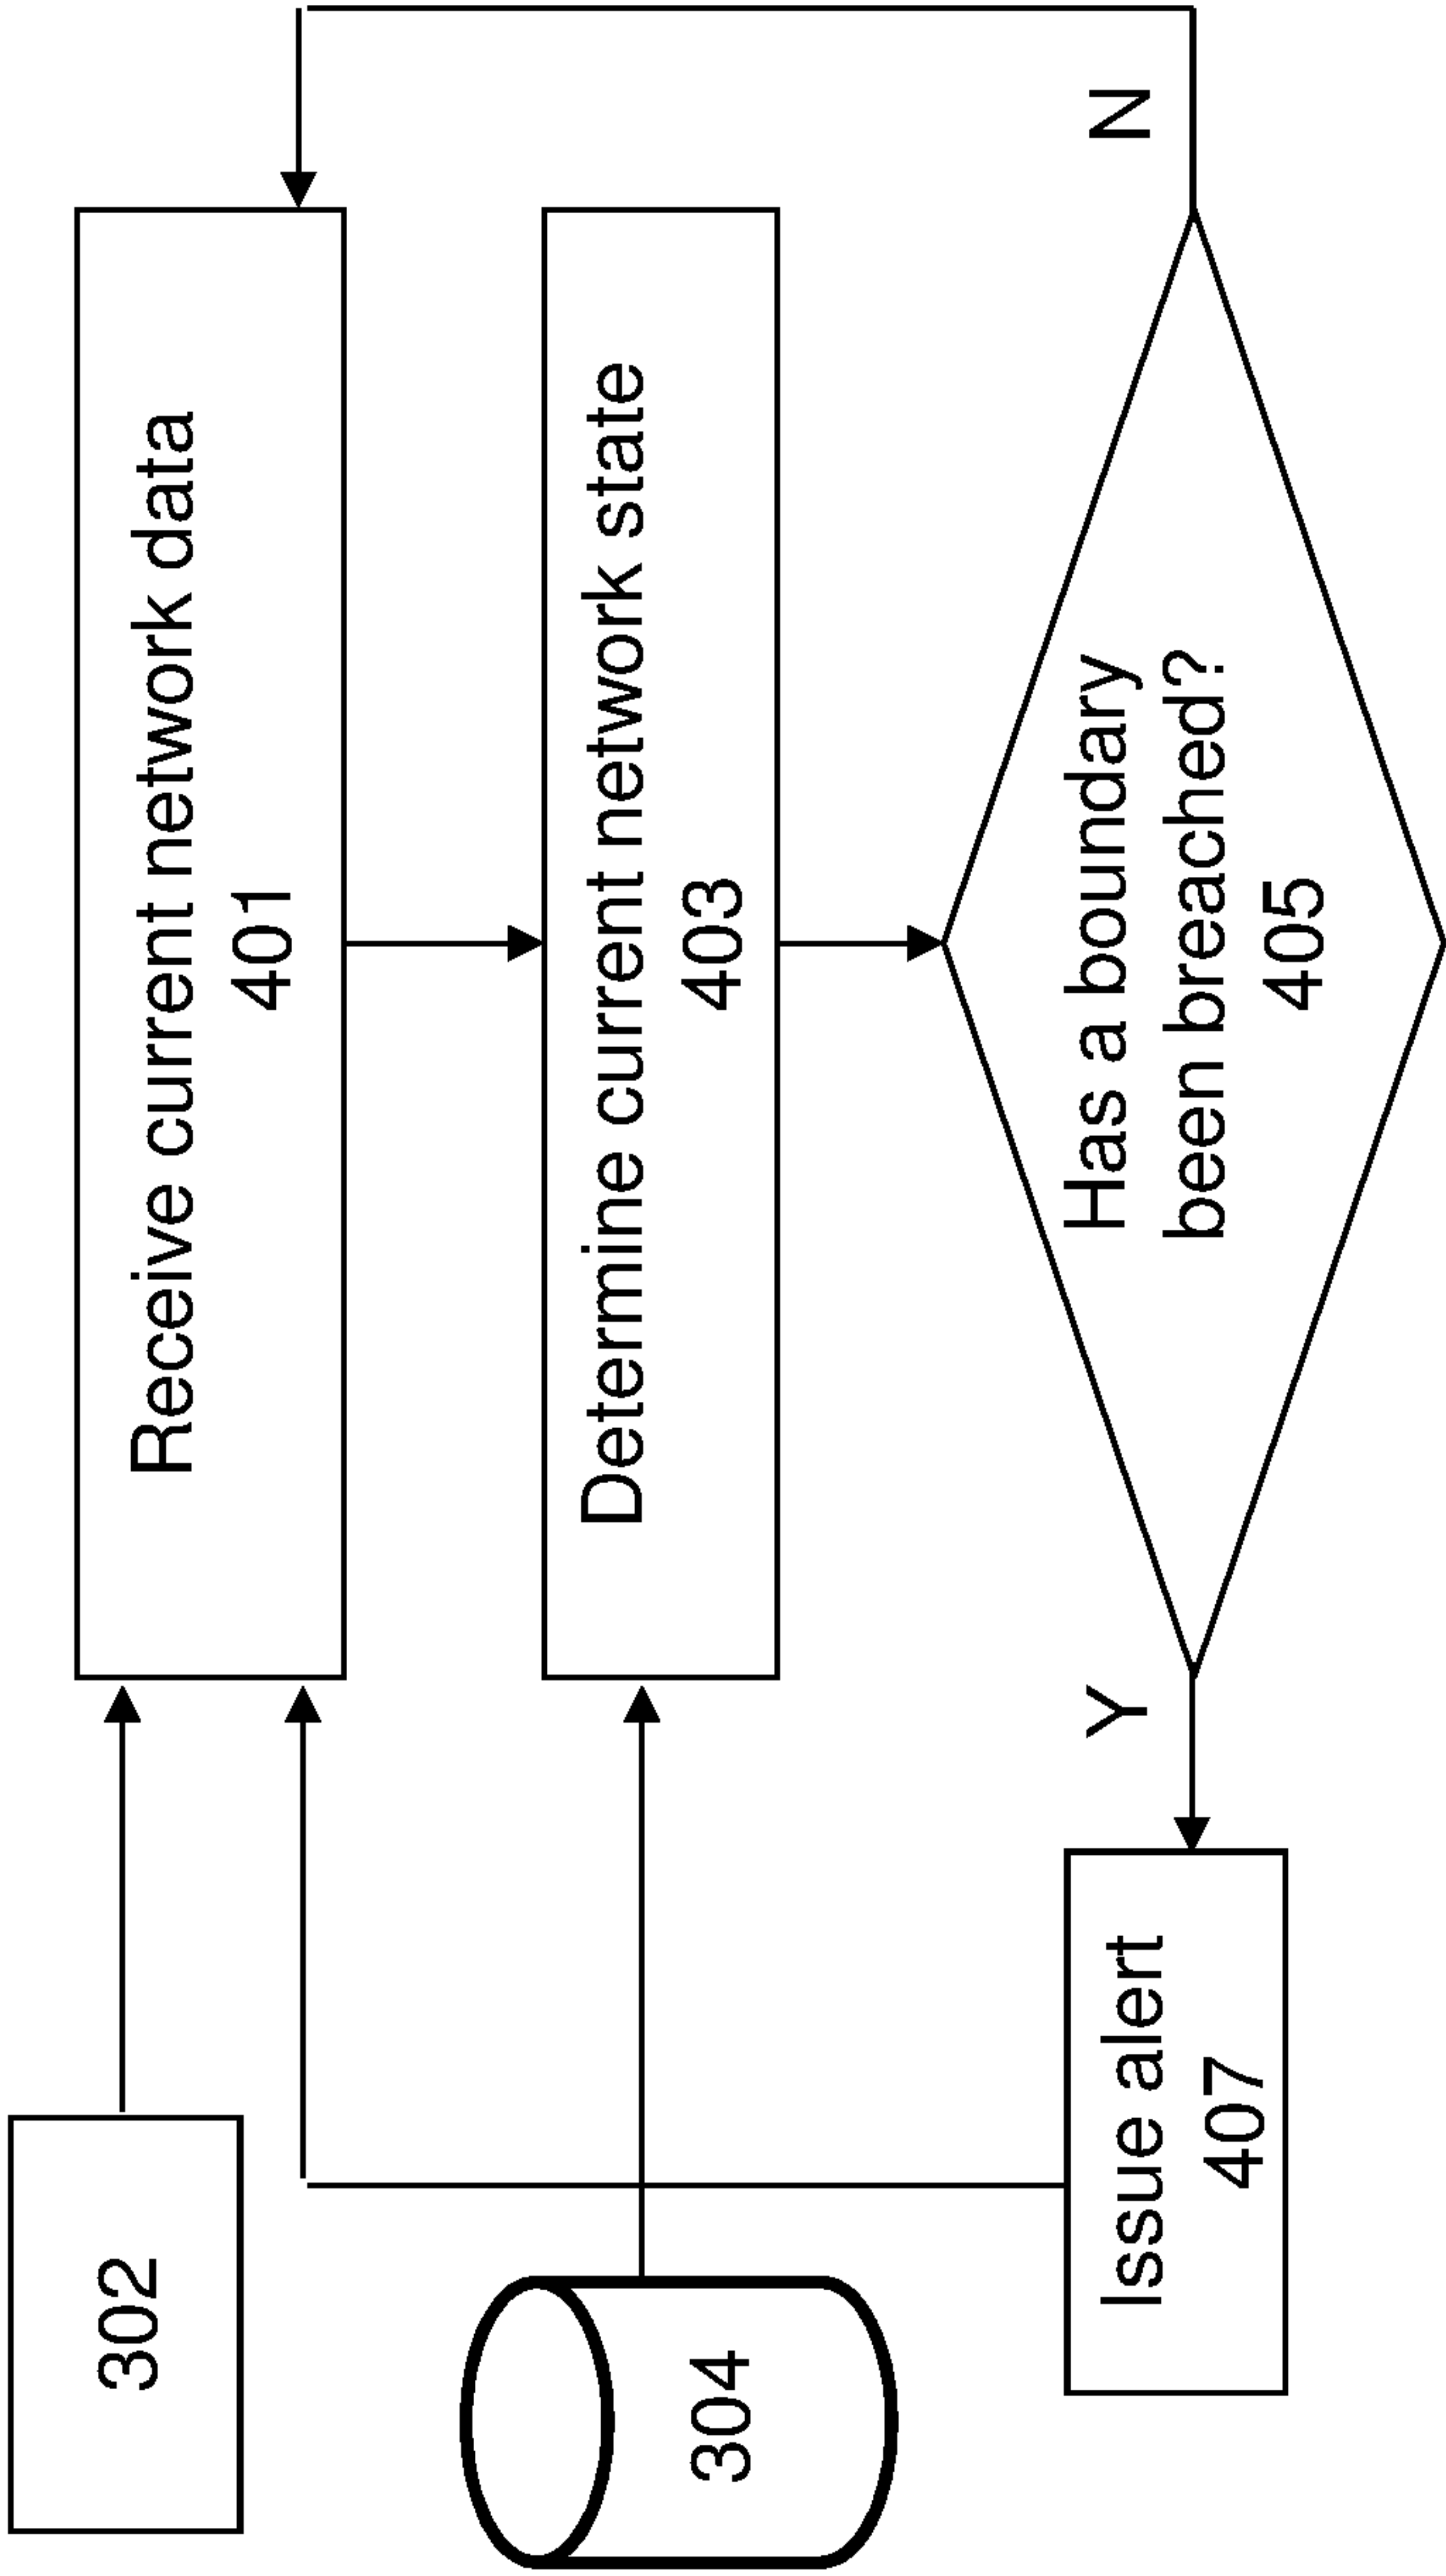 302
Receive current network data
401
304
Determine current network state
403
Has a boundary
been breached?
405
Y
N
Issue alert
407